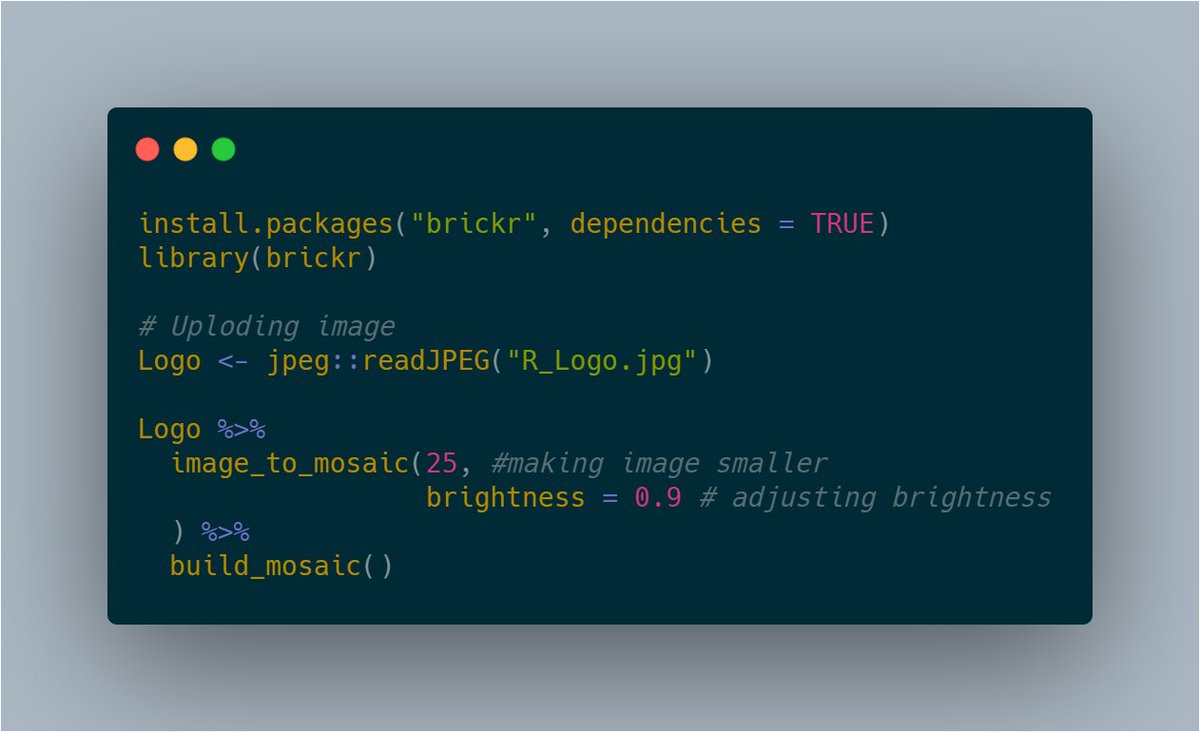 install.packages("brickr", dependencies = TRUE)
library(brickr)
# Uploding image
Logo <- jpeg::readJPEG("R_Logo.jpg")
Logo %>%
  image_to_mosaic(25, #making image smaller
                  brightness = 0.9 # adjusting brightness
  ) %>%
  build_mosaic()